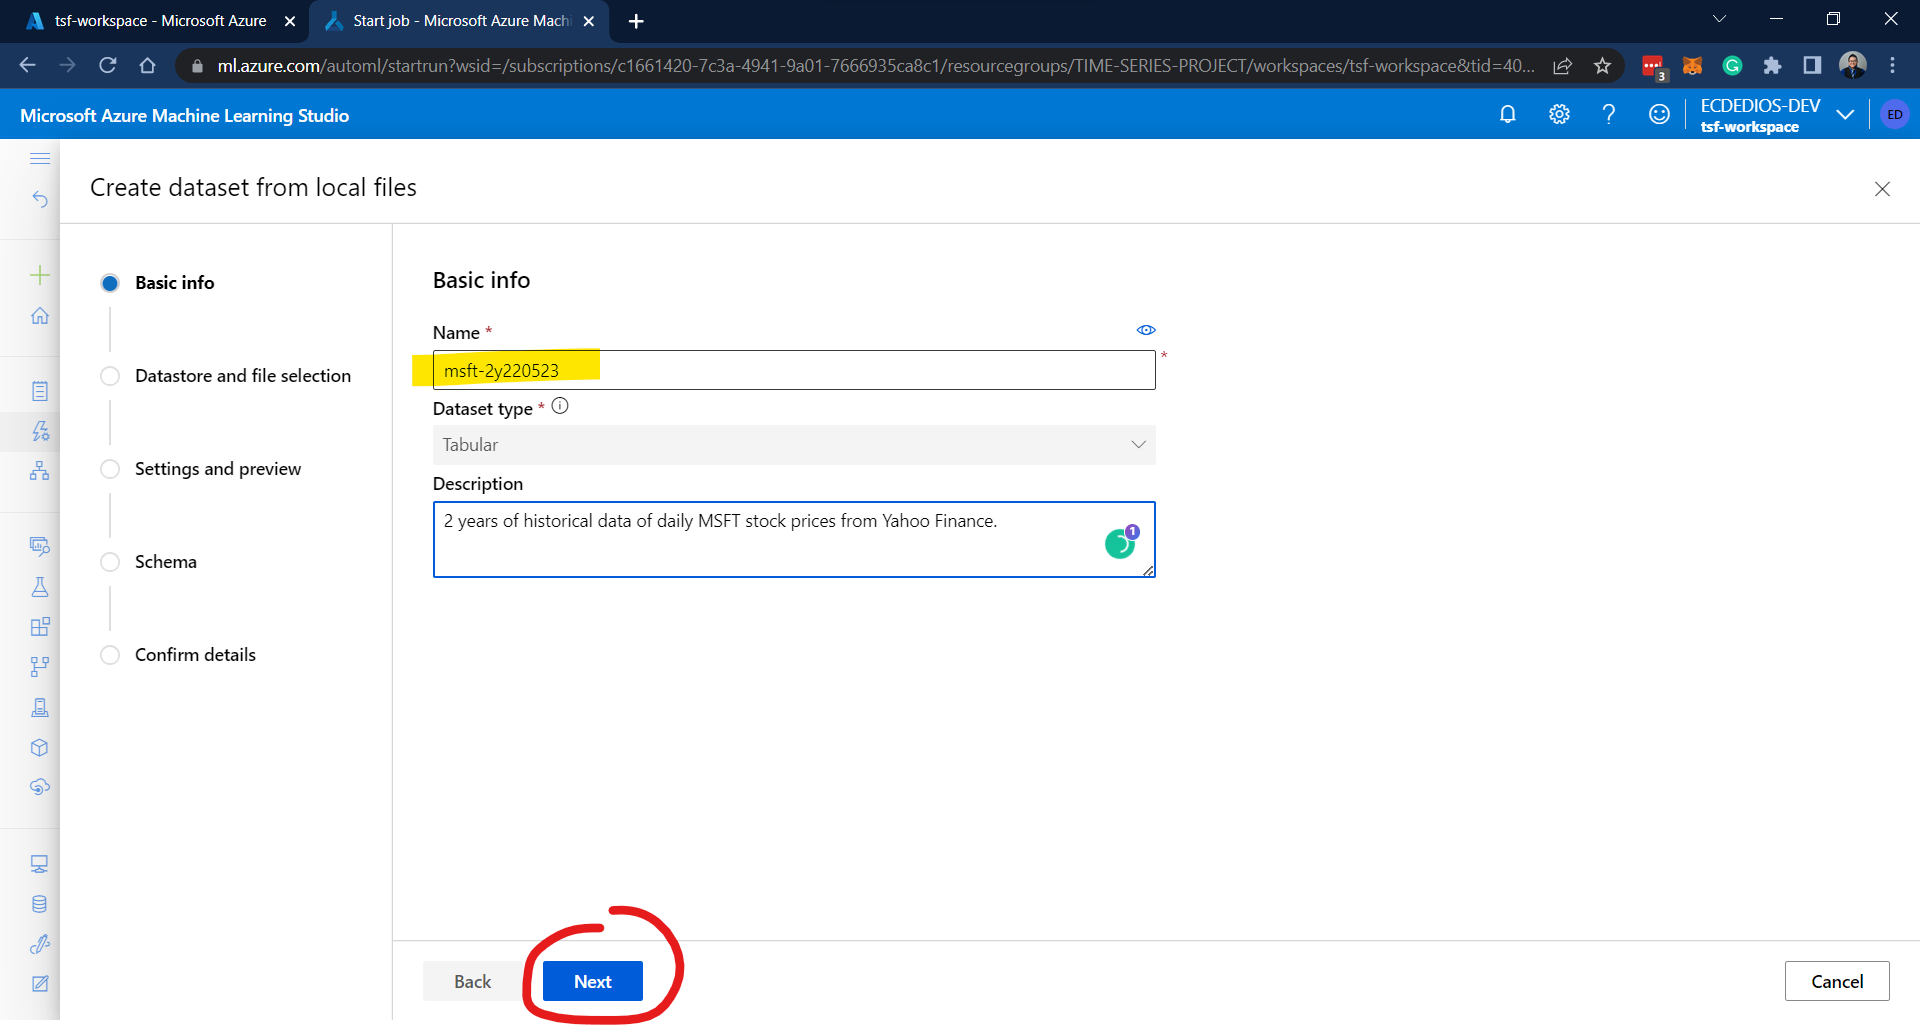 tsf-workspace - Microsoft Azure
Start job - Microsoft Azure Machi
ml.azure.com/automl/startrun?wsid=/subscriptions/c1661420-7c3a-4941-9a01-7666935ca8c1/resourcegroups/TIME-SERIES-PROJECT/workspaces/tsf-workspace&tid=40...
3
Microsoft Azure Machine Learning Studio
ECDEDIOS-DEV
tsf-workspace
ED
Create dataset from local files
Basic info
Datastore and file selection
Settings and preview
Schema
Confirm details
Basic info
Name *
*
msft-2y220523
Dataset type *
Tabular
Description
2 years of historical data of daily MSFT stock prices from Yahoo Finance.
1
Back
Next
Cancel